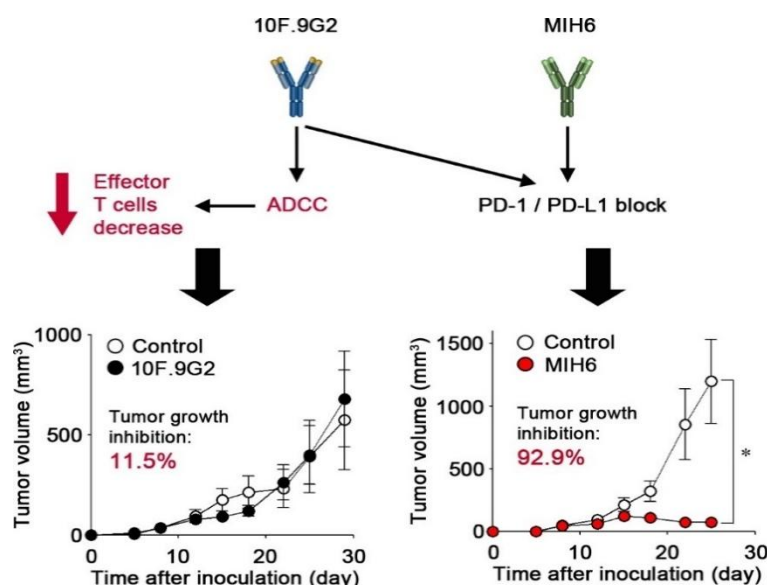 10F.9G2
MIH6
Effector
T cells
decrease
ADCC
PD-1 / PD-L1 block
Tumor volume (mm³)
1000
500
0
Control
10F.9G2
Tumor growth
inhibition:
11.5%
0 10 20 30
Time after inoculation (day)
Tumor volume (mm³)
1500
1000
500
0
Control
MIH6
Tumor growth
inhibition:
92.9%
*
0 10 20 30
Time after inoculation (day)